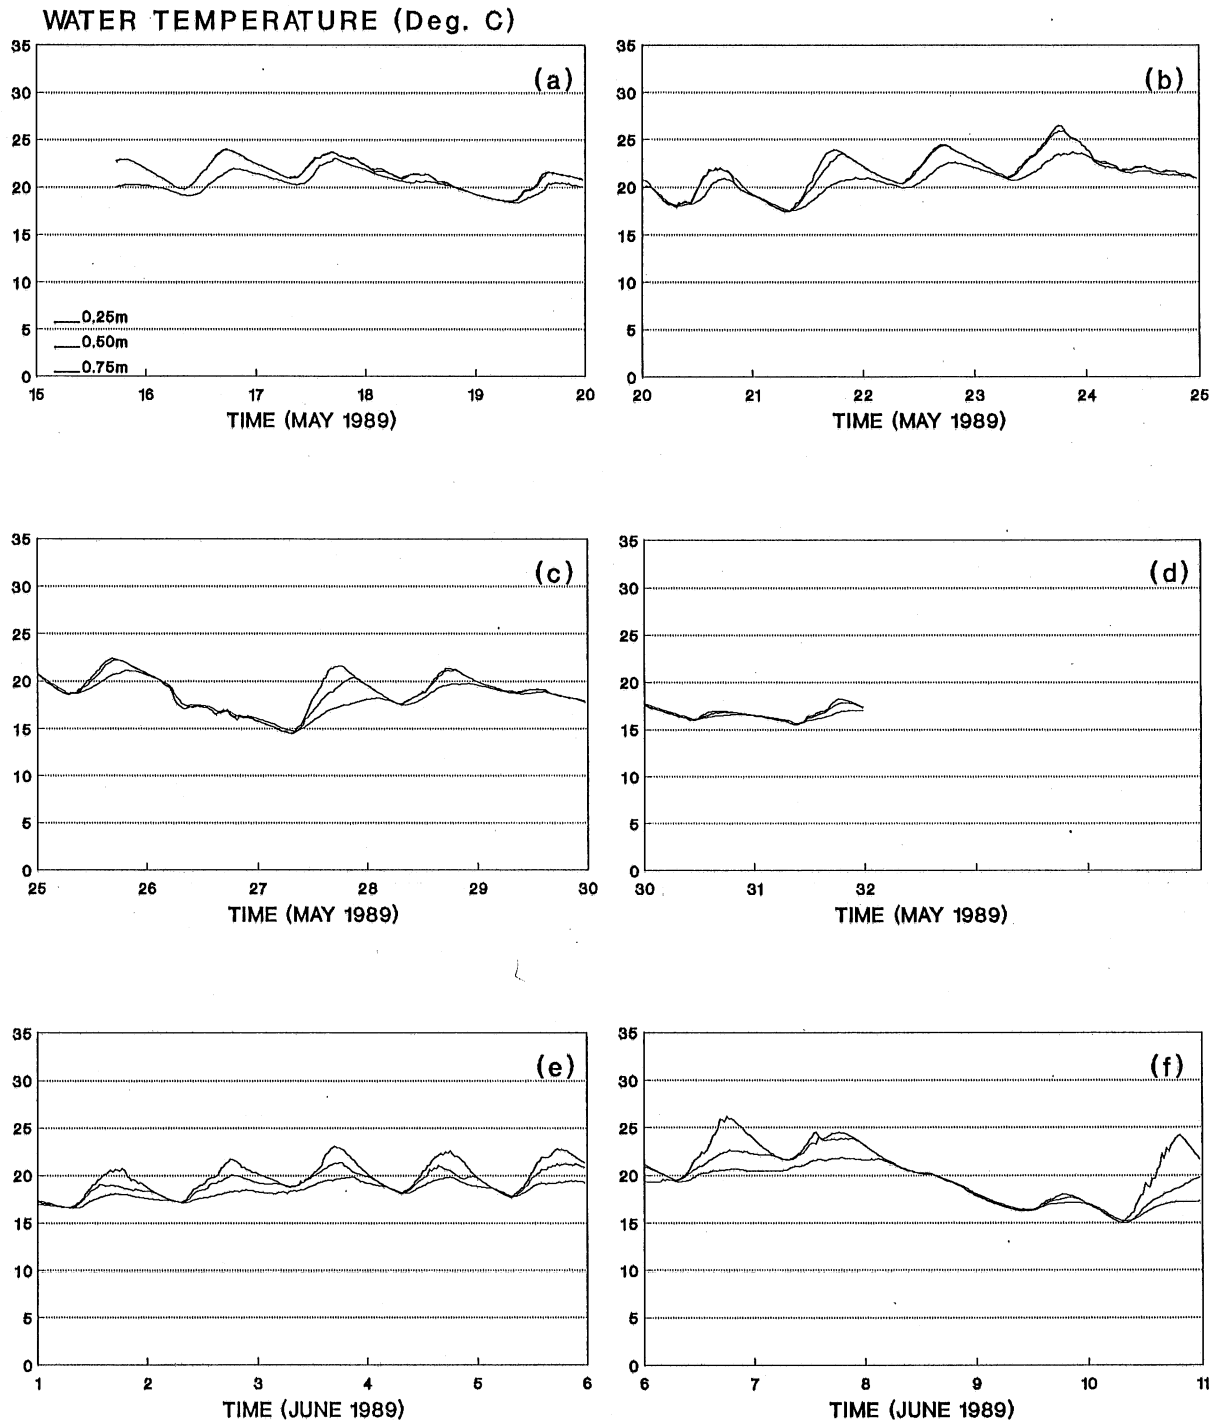 WATER TEMPERATURE (Deg. C)
35
30
25
20
15
10
5
0
(a)
0,25m
0,50m
0,75m
15 16 17 18 19 20
TIME (MAY 1989)
35
30
25
20
15
10
5
0
(b)
20 21 22 23 24 25
TIME (MAY 1989)
35
30
25
20
15
10
5
0
(c)
25 26 27 28 29 30
TIME (MAY 1989)
35
30
25
20
15
10
5
0
(d)
30 31 32
TIME (MAY 1989)
35
30
25
20
15
10
5
0
(e)
1 2 3 4 5 6
TIME (JUNE 1989)
35
30
25
20
15
10
5
0
(f)
6 7 8 9 10 11
TIME (JUNE 1989)